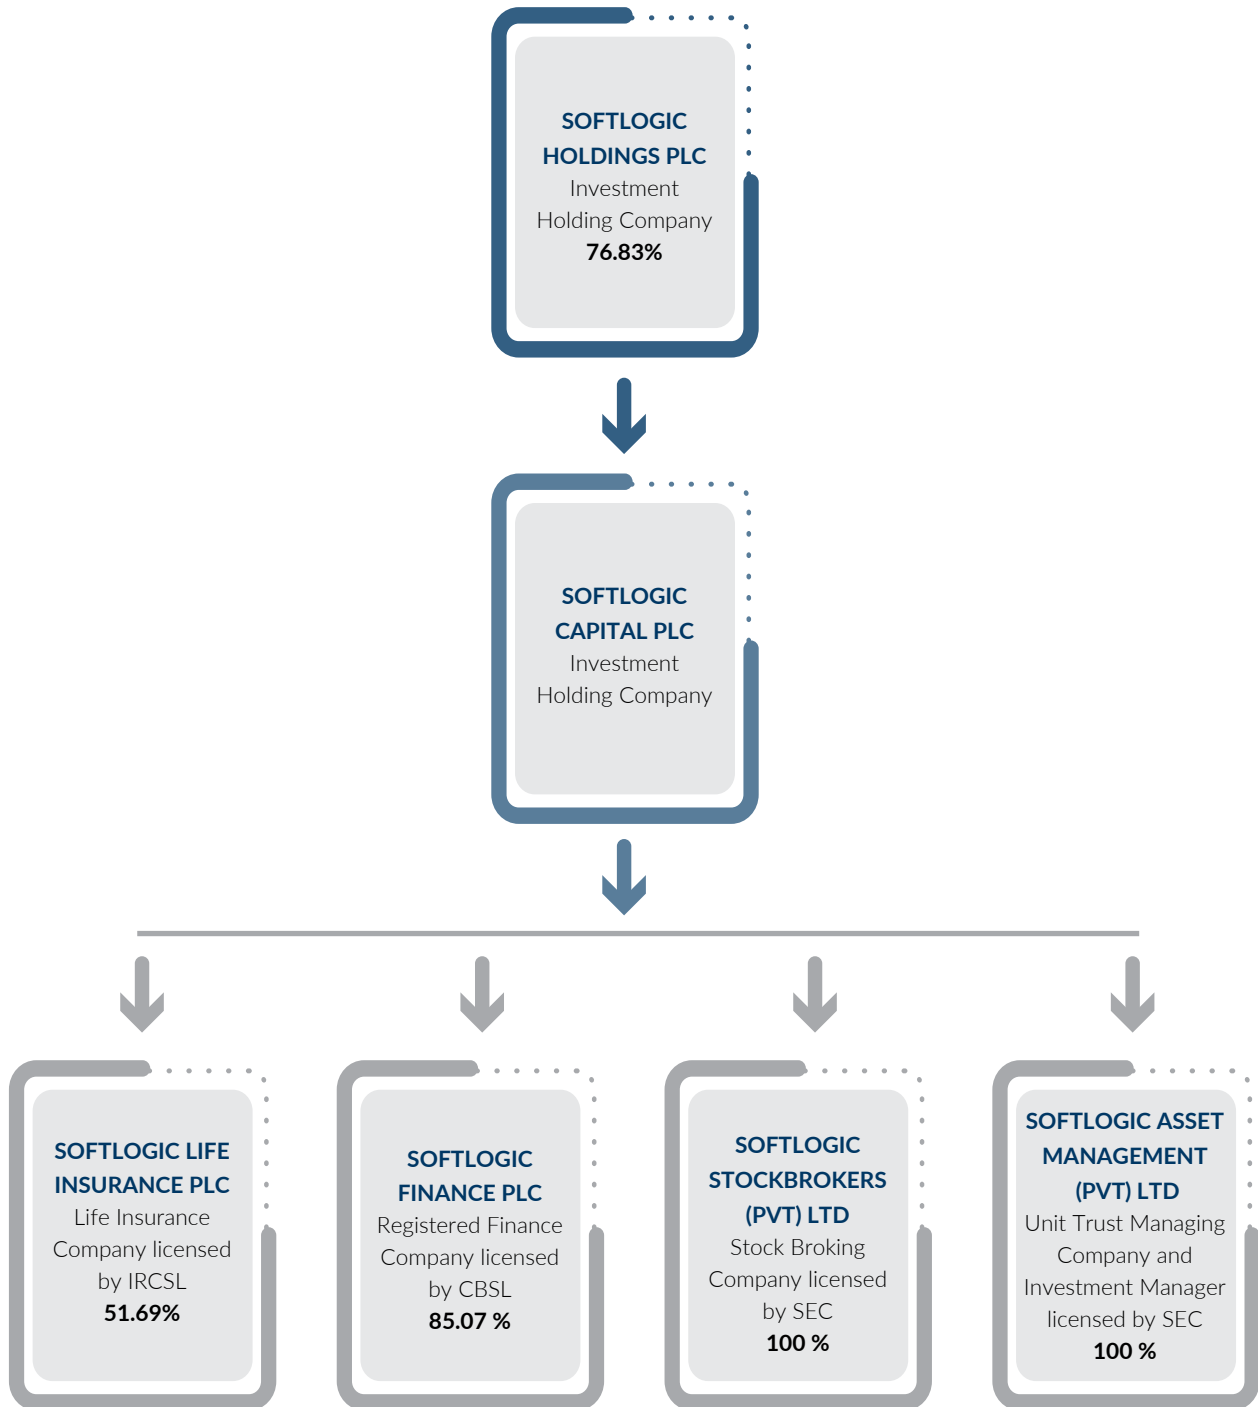 SOFTLOGIC
HOLDINGS PLC
Investment
Holding Company
76.83%
SOFTLOGIC
CAPITAL PLC
Investment
Holding Company
SOFTLOGIC LIFE
INSURANCE PLC
Life Insurance
Company licensed
by IRCSL
51.69%
SOFTLOGIC
FINANCE PLC
Registered Finance
Company licensed
by CBSL
85.07 %
SOFTLOGIC
STOCKBROKERS
(PVT) LTD
Stock Broking
Company licensed
by SEC
100 %
SOFTLOGIC ASSET
MANAGEMENT
(PVT) LTD
Unit Trust Managing
Company and
Investment Manager
licensed by SEC
100 %